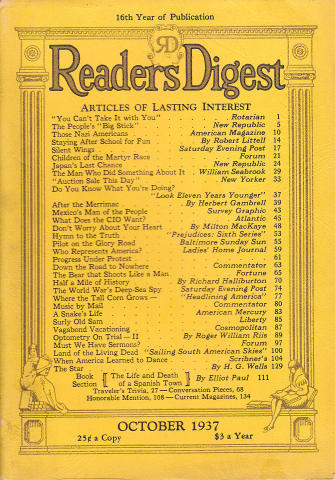 16th Year of Publication
RD
Readers Digest
ARTICLES OF LASTING INTEREST
"You Can't Take it with You" . . . . . Rotarian 1
The People's "Big Stick" . . . . New Republic 5
Those Nazi Americans . . . American Magazine 10
Staying After School for Fun . . By Robert Littell 14
Silent Wings . . . . . Saturday Evening Post 17
Children of the Martyr Race . . . . Forum 21
Japan's Last Chance . . . . New Republic 24
The Man Who Did Something About It . William Seabrook 29
"Auction Sale This Day" . . . . New Yorker 33
Do You Know What You're Doing?
"Look Eleven Years Younger" 37
After the Merrimac . . . By Herbert Gambrell 39
Mexico's Man of the People . . . Survey Graphic 43
What Does the CIO Want? . . . . Atlantic 45
Don't Worry About Your Heart . By Milton MacKaye 48
Hymn to the Truth . . "Prejudices: Sixth Series" 53
Pilot on the Glory Road . . Baltimore Sunday Sun 55
Who Represents America? . Ladies' Home Journal 59
Progress Under Protest . . . . . 61
Down the Road to Nowhere . . . Commentator 63
The Bear that Shoots Like a Man . . . Fortune 65
Half a Mile of History . . By Richard Halliburton 70
The World War's Deep-Sea Spy . Saturday Evening Post 74
Where the Tall Corn Grows— . "Headlining America" 77
Music by Mail . . . . . Commentator 80
A Snake's Life . . . . American Mercury 83
Surly Old Sam . . . . . Liberty 85
Vagabond Vacationing . . . . Cosmopolitan 87
Optometry on Trial — II . . By Roger William Riis 89
Must We Have Sermons? . . . . Forum 97
Land of the Living Dead "Sailing South American Skies" 100
When America Learned to Dance . . . Scribner's 104
The Star . . . . . By H. G. Wells 129
Book Section [ The Life and Death of a Spanish Town ] By Elliot Paul 111
Traveler's Trivia, 27 — Conversation Pieces, 68
Honorable Mention, 108 — Current Magazines, 134
OCTOBER 1937
25¢ a Copy $3 a Year